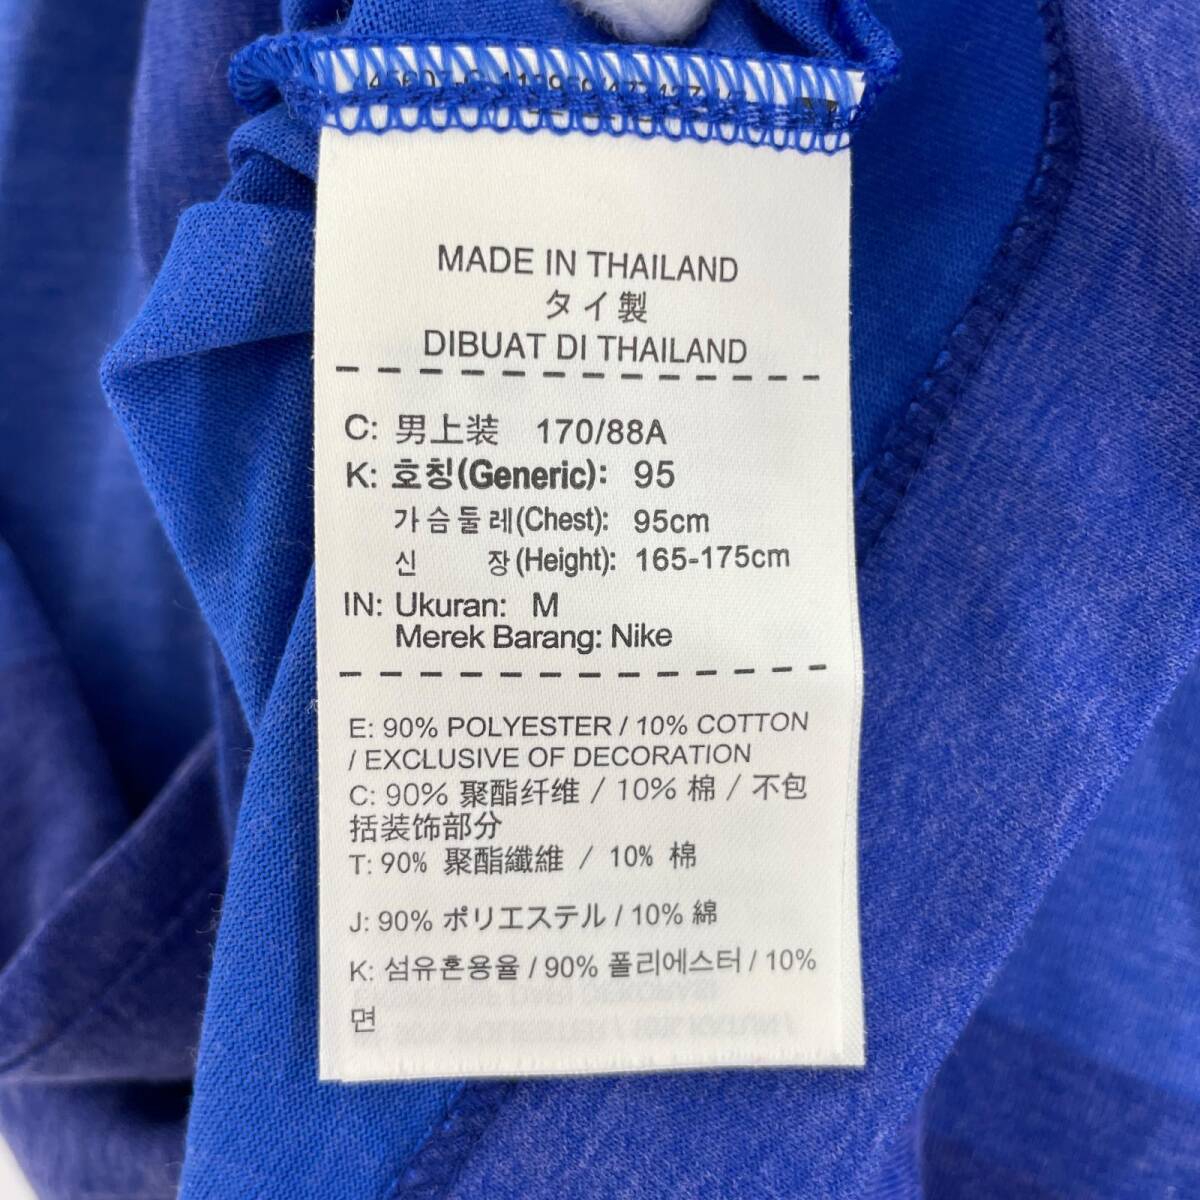 MADE IN THAILAND
タイ製
DIBUAT DI THAILAND
C: 男上装 170/88A
K: 호칭(Generic): 95
가슴둘레(Chest): 95cm
신 장(Height): 165-175cm
IN: Ukuran: M
Merek Barang: Nike
E: 90% POLYESTER / 10% COTTON
/ EXCLUSIVE OF DECORATION
C: 90% 聚酯纤维 / 10% 棉 / 不包
括装饰部分
T: 90% 聚酯纖維 / 10% 棉
J: 90% ポリエステル / 10% 綿
K: 섬유혼용율 / 90% 폴리에스터 / 10%
면